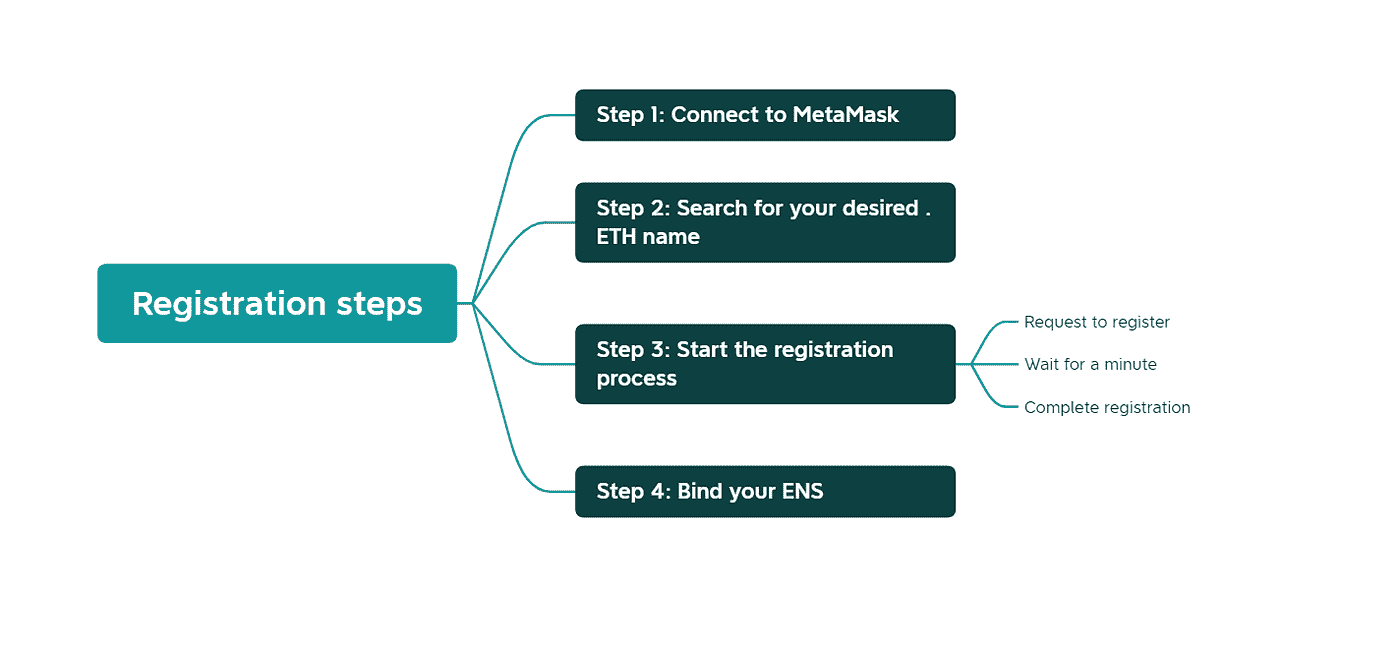 Registration steps
Step 1: Connect to MetaMask
Step 2: Search for your desired .
ETH name
Step 3: Start the registration
process
Request to register
Wait for a minute
Complete registration
Step 4: Bind your ENS